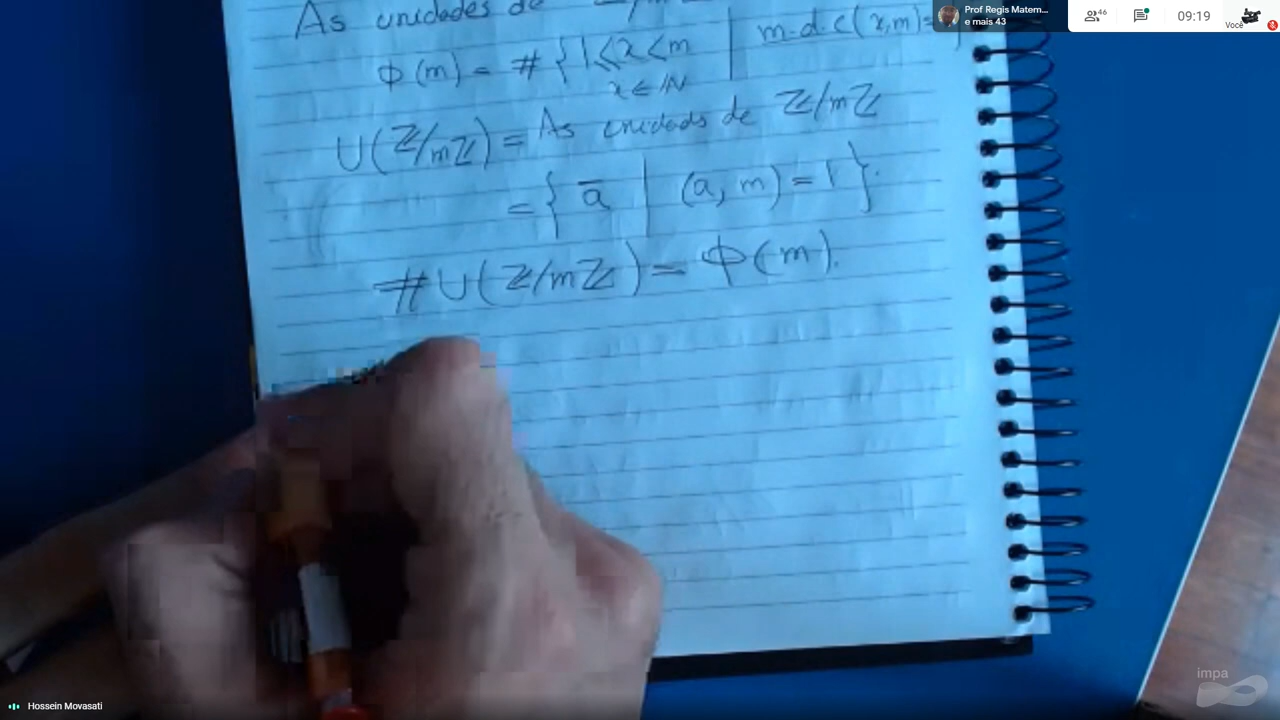 Prof Regis Matem...
e mais 43
46
09:19
Você
As unidades de
Φ(m) = # { 1 ≤ x < m | m.d.c(x,m)=
x ∈ ℕ
U(ℤ/mℤ) = As unidads de ℤ/mℤ
= { a̅ | (a, m) = 1 }.
# U(ℤ/mℤ) = Φ(m).
impa
Hossein Movasati